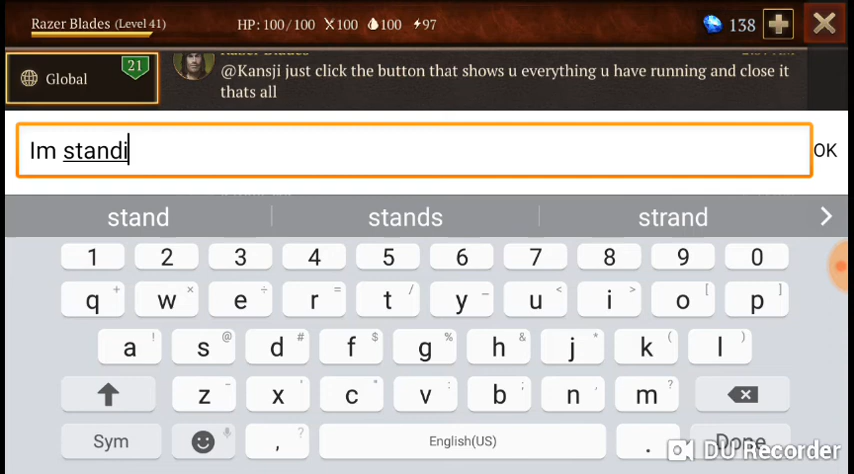 Razer Blades (Level 41)
HP: 100/100 100 100 97
138
Global
21
@Kansji just click the button that shows u everything u have running and close it
thats all
Im standi
OK
stand stands strand
1 2 3 4 5 6 7 8 9 0
q + w × e ÷ r = t / y _ u < i > o [ p ]
a ! s @ d # f $ g % h & j * k ( l )
z - x ' c " v : b ; n , m ?
Sym , ? English(US) . Done
DU Recorder